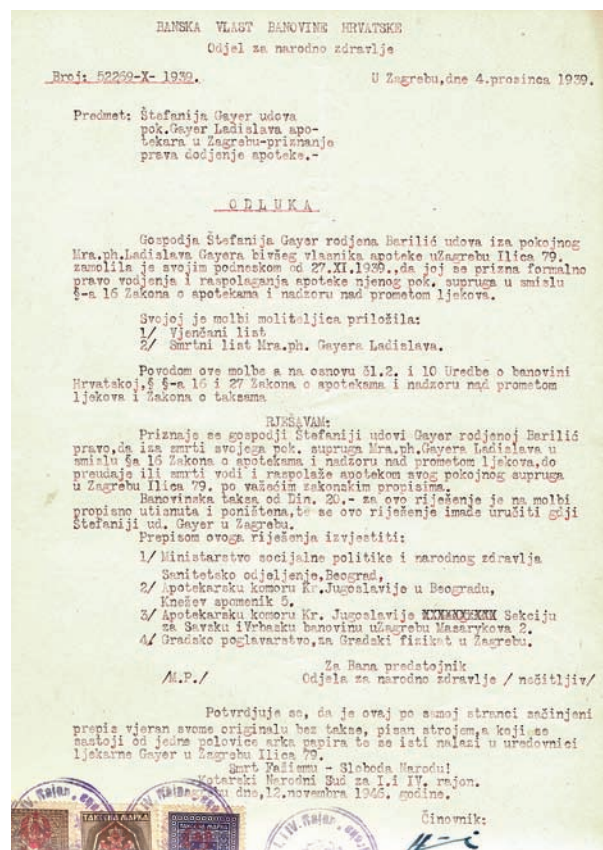 BANSKA VLAST BANOVINE HRVATSKE
Odjel za narodno zdravlje
Broj: 52269-X- 1939.
U Zagrebu,dne 4.prosinca 1939.
Predmet: Štefanija Gayer udova
pok.Gayer Ladislava apo-
tekara u Zagrebu-priznanje
prava dodjenje apoteke.-
ODLUKA
Gospodja Štefanija Gayer rodjena Barilić udova iza pokojnog
Mra.ph.Ladislava Gayera bivšeg vlasnika apoteke uZagrebu Ilica 79.
zamolila je svojim podneskom od 27.XI.1939.,da joj se prizna formalno
pravo vodjenja i raspolaganja apoteke njenog pok. supruga u smislu
§-a 16 Zakona o apotekama i nadzoru nad prometom ljekova.
Svojoj je molbi moliteljica priložila:
1/ Vjenčani list
2/ Smrtni list Mra.ph. Gayera Ladislava.
Povodom ove molbe a na osnovu čl.2. i 10 Uredbe o banovini
Hrvatskoj,§ §-a 16 i 27 Zakona o apotekama i nadzoru nad prometom
ljekova i Zakona o taksama
RJEŠAVAM:
Priznaje se gospodji Štefaniji udovi Gayer rodjenoj Barilić
pravo,da iza smrti svojega pok. supruga Mra.ph.Gayera Ladislava u
smizlu §a 16 Zakona o apotekama i nadzoru nad prometom ljekova,do
preudaje ili smrti vodi i raspolaže apotekom svog pokojnog supruga
u Zagrebu Ilica 79. po važećim zakonskim propisima.
Banovinska taksa od Din. 20.- za ovo riješenje je na molbi
propisno utisnuta i poništena,te se ovo riješenje imade uručiti gdji
Štefaniji ud. Gayer u Zagrebu.
Prepisom ovoga riješenja izvjestiti:
1/ Ministarstvo socijalne politike i narodnog zdravlja
Sanitetsko odjeljenje,Beograd,
2/ Apotekarsku komoru Kr.Jugoslavije u Beogradu,
Knežev spomenik 5.
3/ Apotekarsku komoru Kr. Jugoslavije Sekciju
za Savsku iVrbasku banovinu uZagrebu Masarykova 2.
4/ Gradsko poglavarstvo,za Gradski fizikat u Zagrebu.
Za Bana predstojnik
/M.P./ Odjela za narodno zdravlje / nečitljiv/
Potvrdjuje se, da je ovaj po samoj stranci začinjeni
prepis vjeran svome originalu bez takse, pisan strojem,a koji se
sastoji od jedne polovice arka papira te se isti nalazi u uredovnici
ljekarne Gayer u Zagrebu Ilica 79.
Smrt Fašizmu - Sloboda Narodu!
Kotarski Narodni Sud za I.i IV. rajon.
dne,12.novembra 1946. godine.
Činovnik:
TAKSENA MARKA